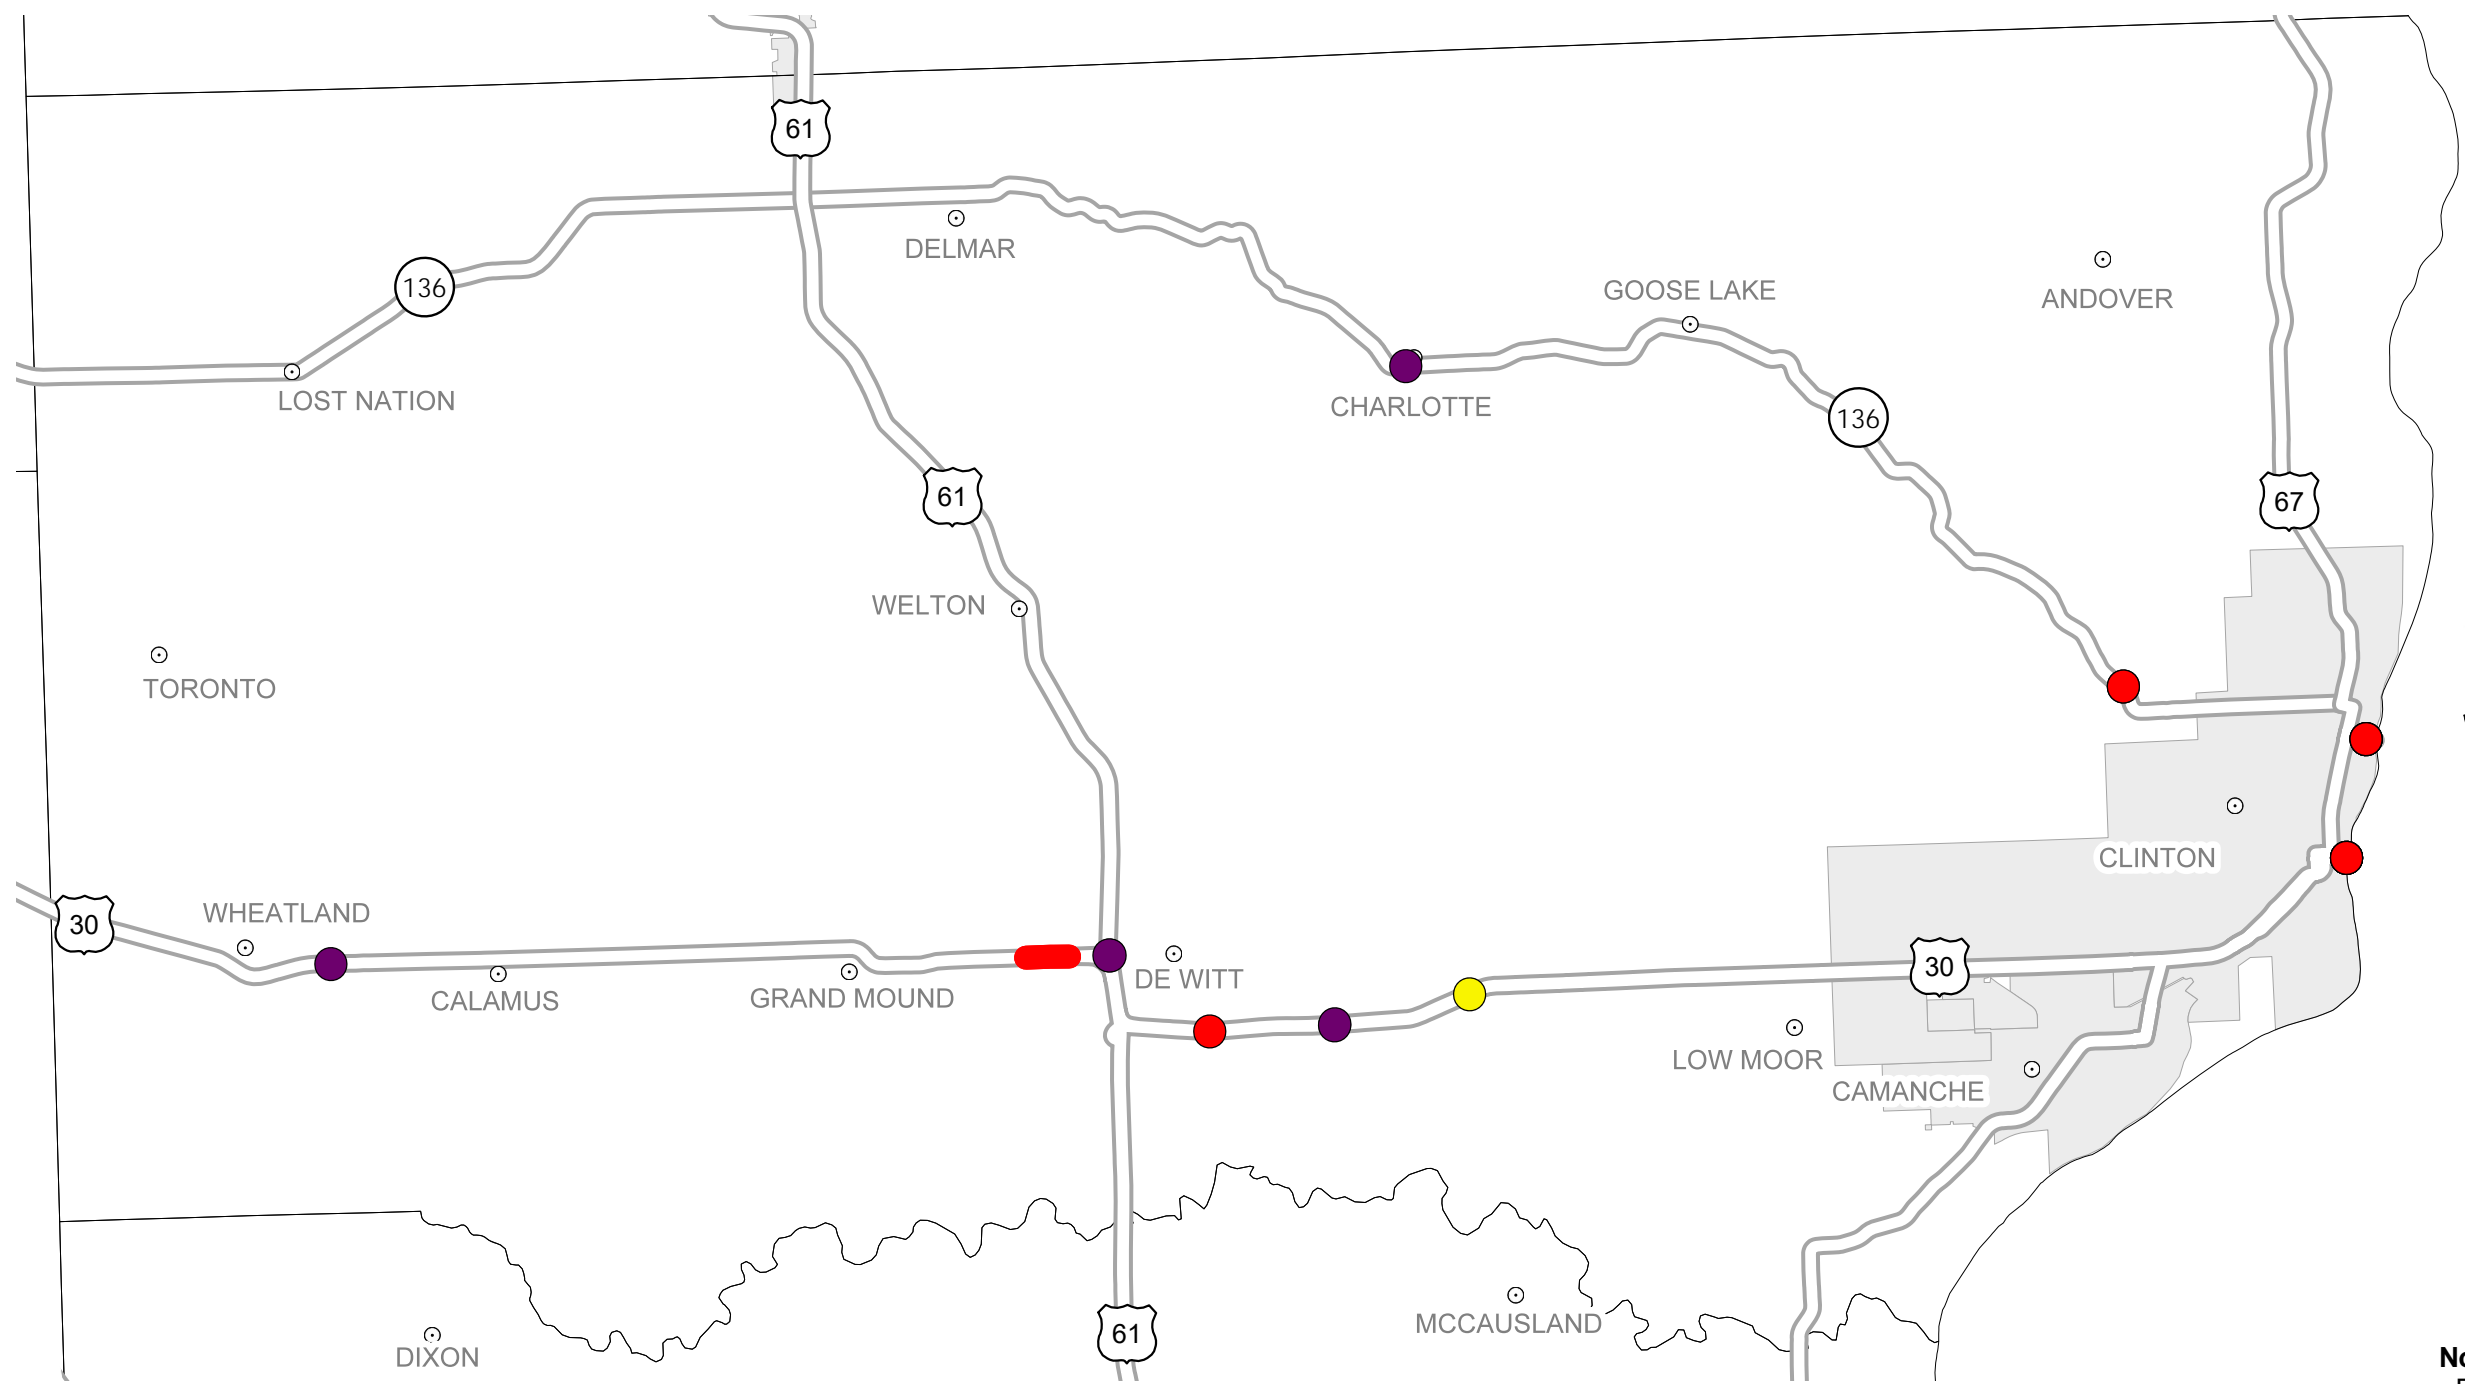 61
DELMAR
136
GOOSE LAKE
ANDOVER
LOST NATION
CHARLOTTE
136
61
67
WELTON
TORONTO
CLINTON
WHEATLAND
30
DE WITT
30
CALAMUS
GRAND MOUND
LOW MOOR
CAMANCHE
MCCAUSLAND
61
DIXON
No